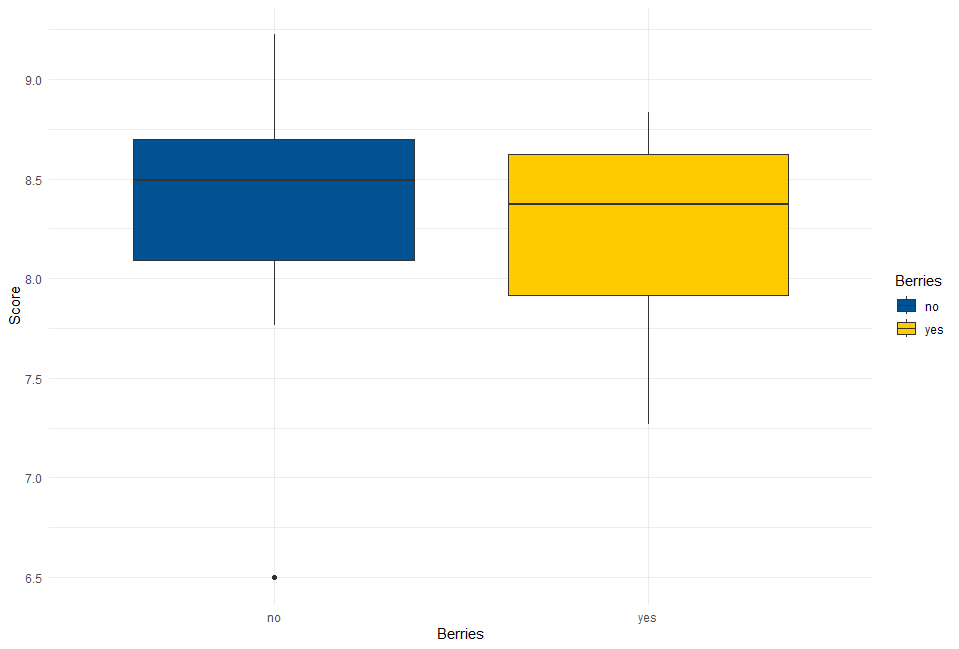 9.0
8.5
8.0
7.5
7.0
6.5
Score
no
yes
Berries
Berries
no
yes